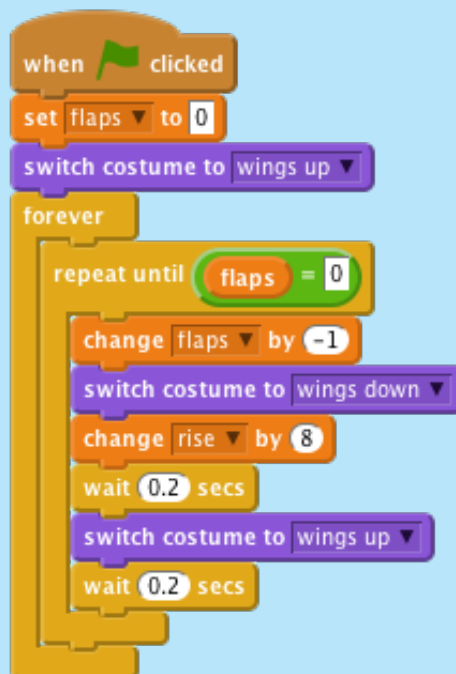 when clicked
set flaps to 0
switch costume to wings up
forever
repeat until flaps = 0
change flaps by -1
switch costume to wings down
change rise by 8
wait 0.2 secs
switch costume to wings up
wait 0.2 secs